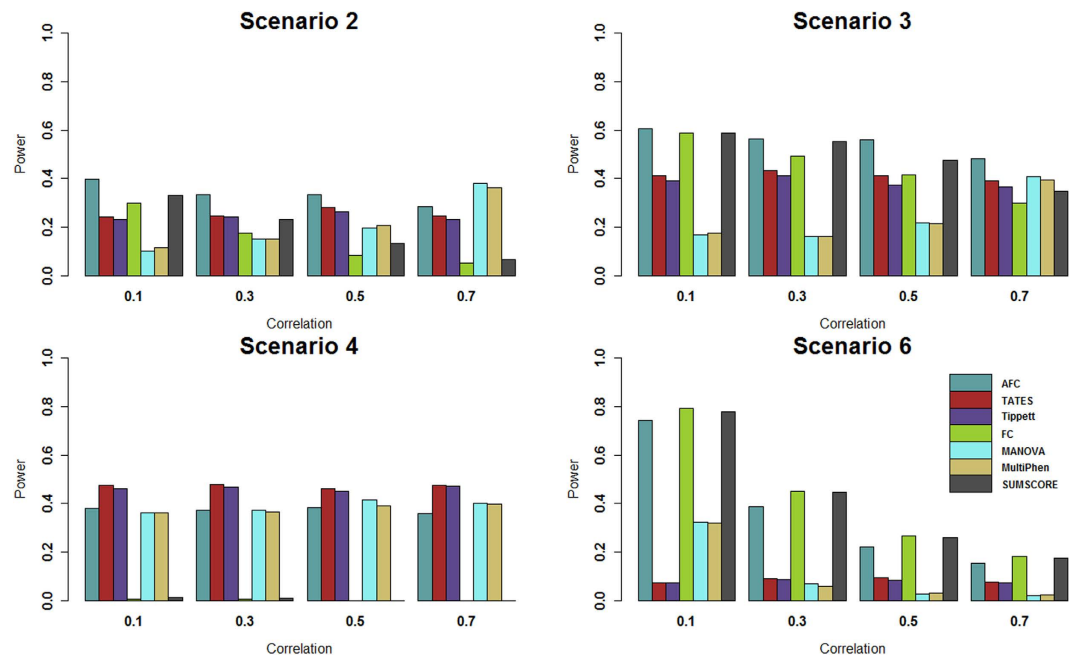 Scenario 2
Power
0.0 0.2 0.4 0.6 0.8 1.0
0.1 0.3 0.5 0.7
Correlation
Scenario 3
Power
0.0 0.2 0.4 0.6 0.8 1.0
0.1 0.3 0.5 0.7
Correlation
Scenario 4
Power
0.0 0.2 0.4 0.6 0.8 1.0
0.1 0.3 0.5 0.7
Correlation
Scenario 6
Power
0.0 0.2 0.4 0.6 0.8 1.0
AFC
TATES
Tippett
FC
MANOVA
MultiPhen
SUMSCORE
0.1 0.3 0.5 0.7
Correlation